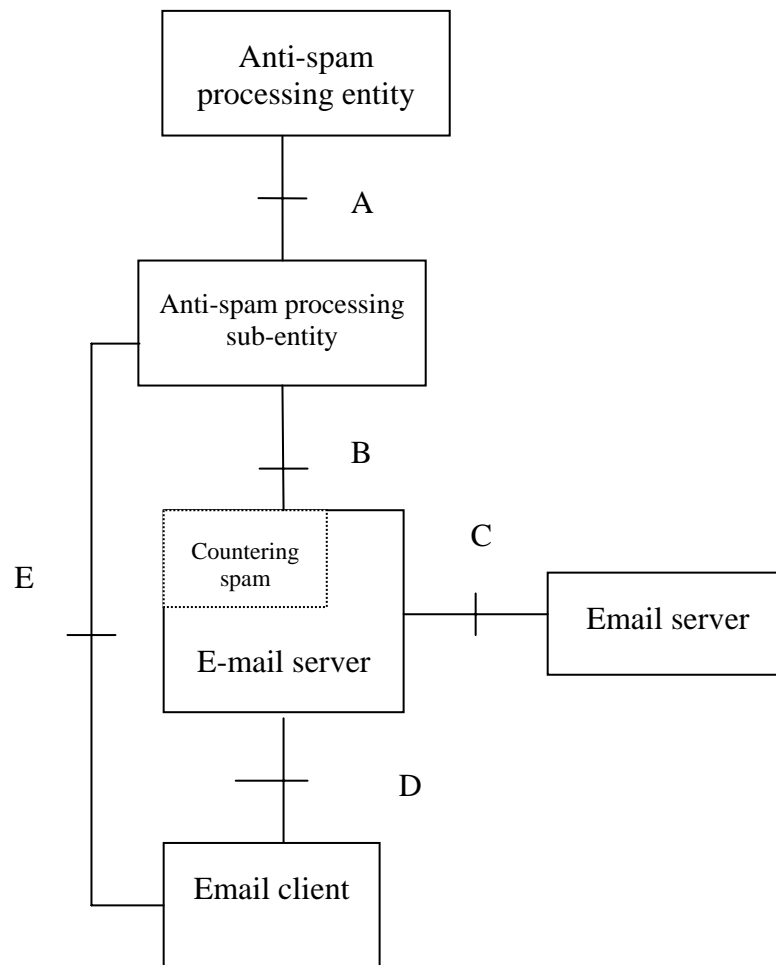 Anti-spam
processing entity
A
Anti-spam processing
sub-entity
B
Countering
spam
C
E
Email server
E-mail server
D
Email client